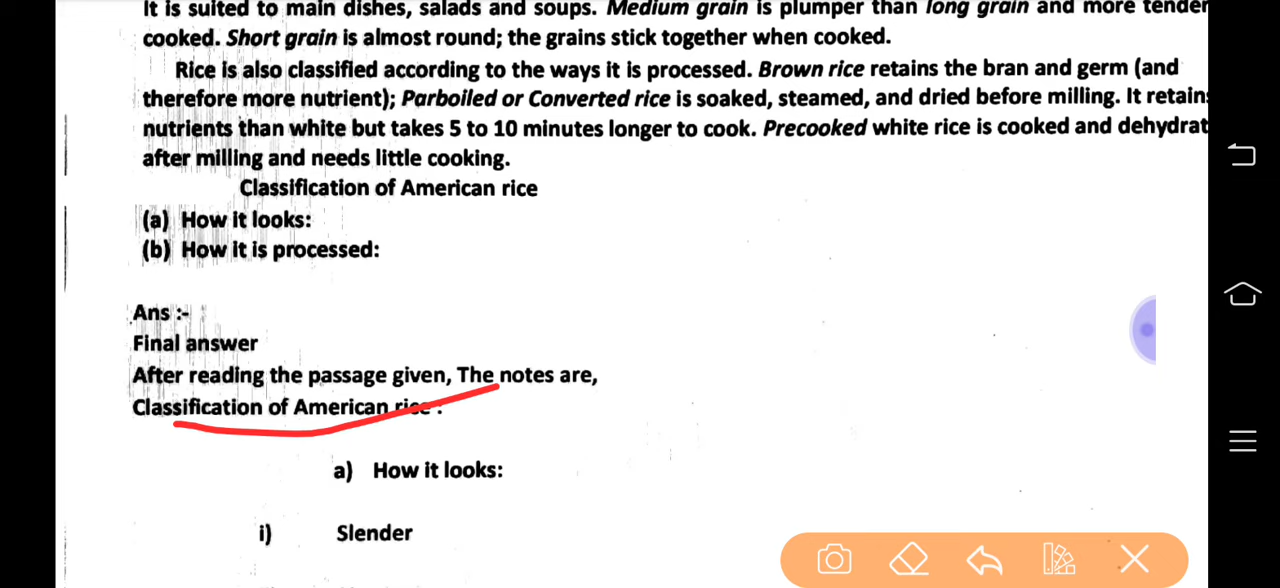 It is suited to main dishes, salads and soups. Medium grain is plumper than long grain and more tender
cooked. Short grain is almost round; the grains stick together when cooked.
Rice is also classified according to the ways it is processed. Brown rice retains the bran and germ (and
therefore more nutrient); Parboiled or Converted rice is soaked, steamed, and dried before milling. It retain
nutrients than white but takes 5 to 10 minutes longer to cook. Precooked white rice is cooked and dehydrat
after milling and needs little cooking.
Classification of American rice
(a) How it looks:
(b) How it is processed:
Ans :-
Final answer
After reading the passage given, The notes are,
Classification of American rice :
a) How it looks:
i) Slender